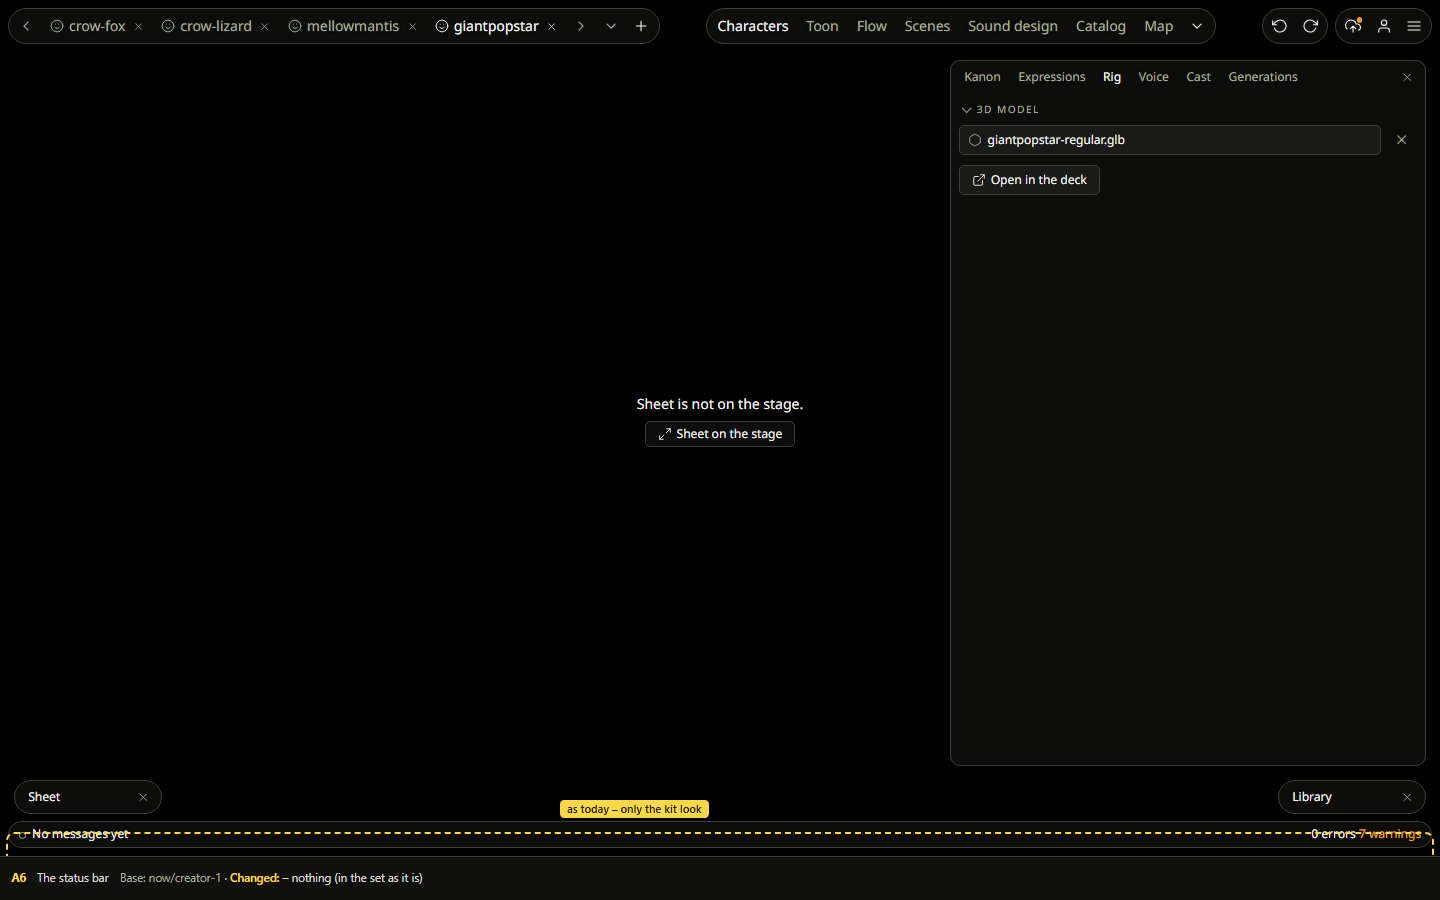 crow-fox crow-lizard mellowmantis giantpopstar Characters Toon Flow Scenes Sound design Catalog Map
Kanon Expressions Rig Voice Cast Generations
3D MODEL
giantpopstar-regular.glb
Open in the deck
Sheet is not on the stage.
Sheet on the stage
Sheet Library
as today – only the kit look
No messages yet 0 errors 7 warnings
A6 The status bar Base: now/creator-1 · Changed: – nothing (in the set as it is)